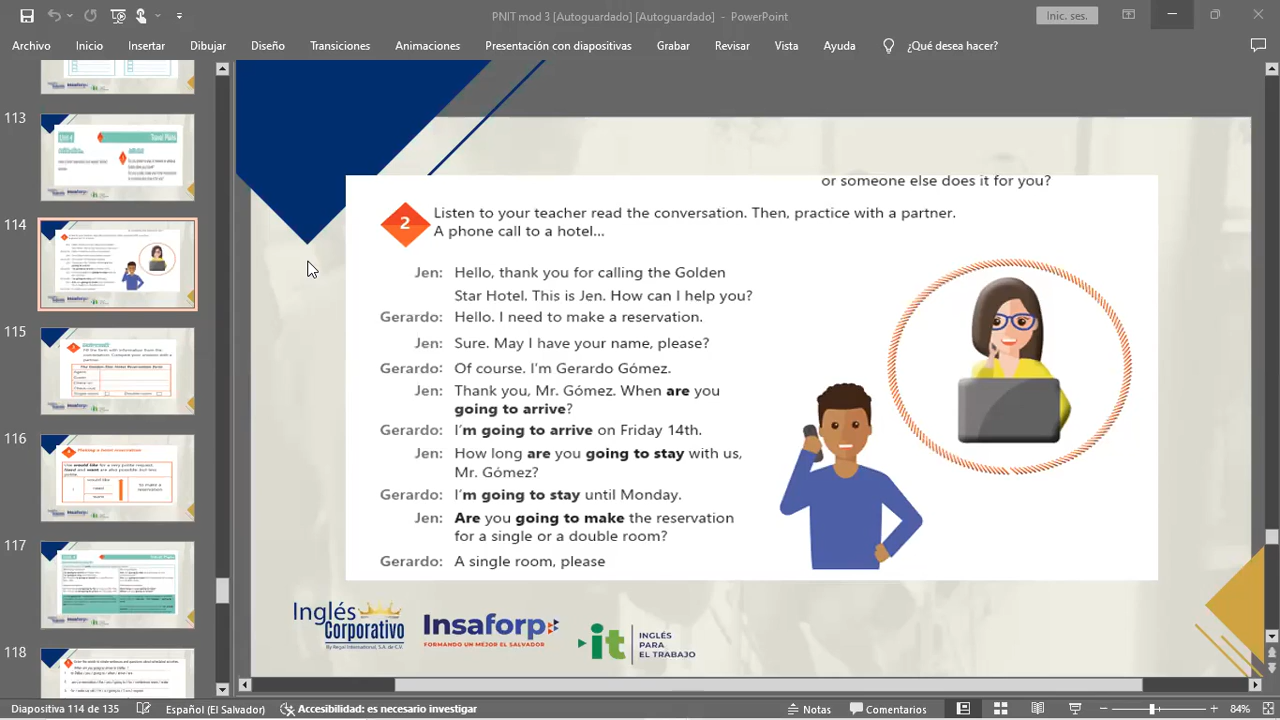 PNIT mod 3 [Autoguardado] [Autoguardado] - PowerPoint
Inic. ses.
Archivo Inicio Insertar Dibujar Diseño Transiciones Animaciones Presentación con diapositivas Grabar Revisar Vista Ayuda ¿Qué desea hacer?
113
114
115
116
Making a hotel reservation
117
118
or someone else does it for you?
2 Listen to your teacher read the conversation. Then, practice with a partner.
A phone call to a hotel...
Jen: Hello, thank you for calling the Golden
Star Hotel. This is Jen. How can I help you?
Gerardo: Hello. I need to make a reservation.
Jen: Sure. May I have your name, please?
Gerardo: Of course. I'm Gerardo Gómez.
Jen: Thank you, Mr. Gómez. When are you
going to arrive?
Gerardo: I'm going to arrive on Friday 14th.
Jen: How long are you going to stay with us,
Mr. Gómez?
Gerardo: I'm going to stay until Monday.
Jen: Are you going to make the reservation
for a single or a double room?
Gerardo: A single room, please
Inglés
Corporativo
By Regal International, S.A. de C.V.
Insaforp
FORMANDO UN MEJOR EL SALVADOR
it INGLÉS
PARA
EL TRABAJO
Diapositiva 114 de 135 Español (El Salvador) Accesibilidad: es necesario investigar Notas Comentarios 84%